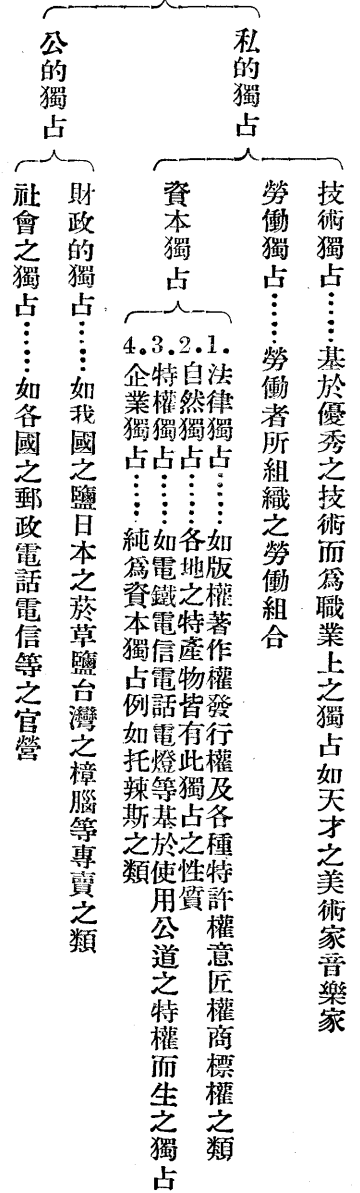 私的獨占
技術獨占……基於優秀之技術而爲職業上之獨占如天才之美術家音樂家
勞働獨占……勞働者所組織之勞働組合
資本獨占
1.法律獨占……如版權著作權發行權及各種特許權意匠權商標權之類
2.自然獨占……各地之特產物皆有此獨占之性質
3.特權獨占……如電鐵電信電話電燈等基於使用公道之特權而生之獨占
4.企業獨占……純爲資本獨占例如托辣斯之類
公的獨占
財政的獨占……如我國之鹽日本之菸草鹽台灣之樟腦等專賣之類
社會之獨占……如各國之郵政電話電信等之官營